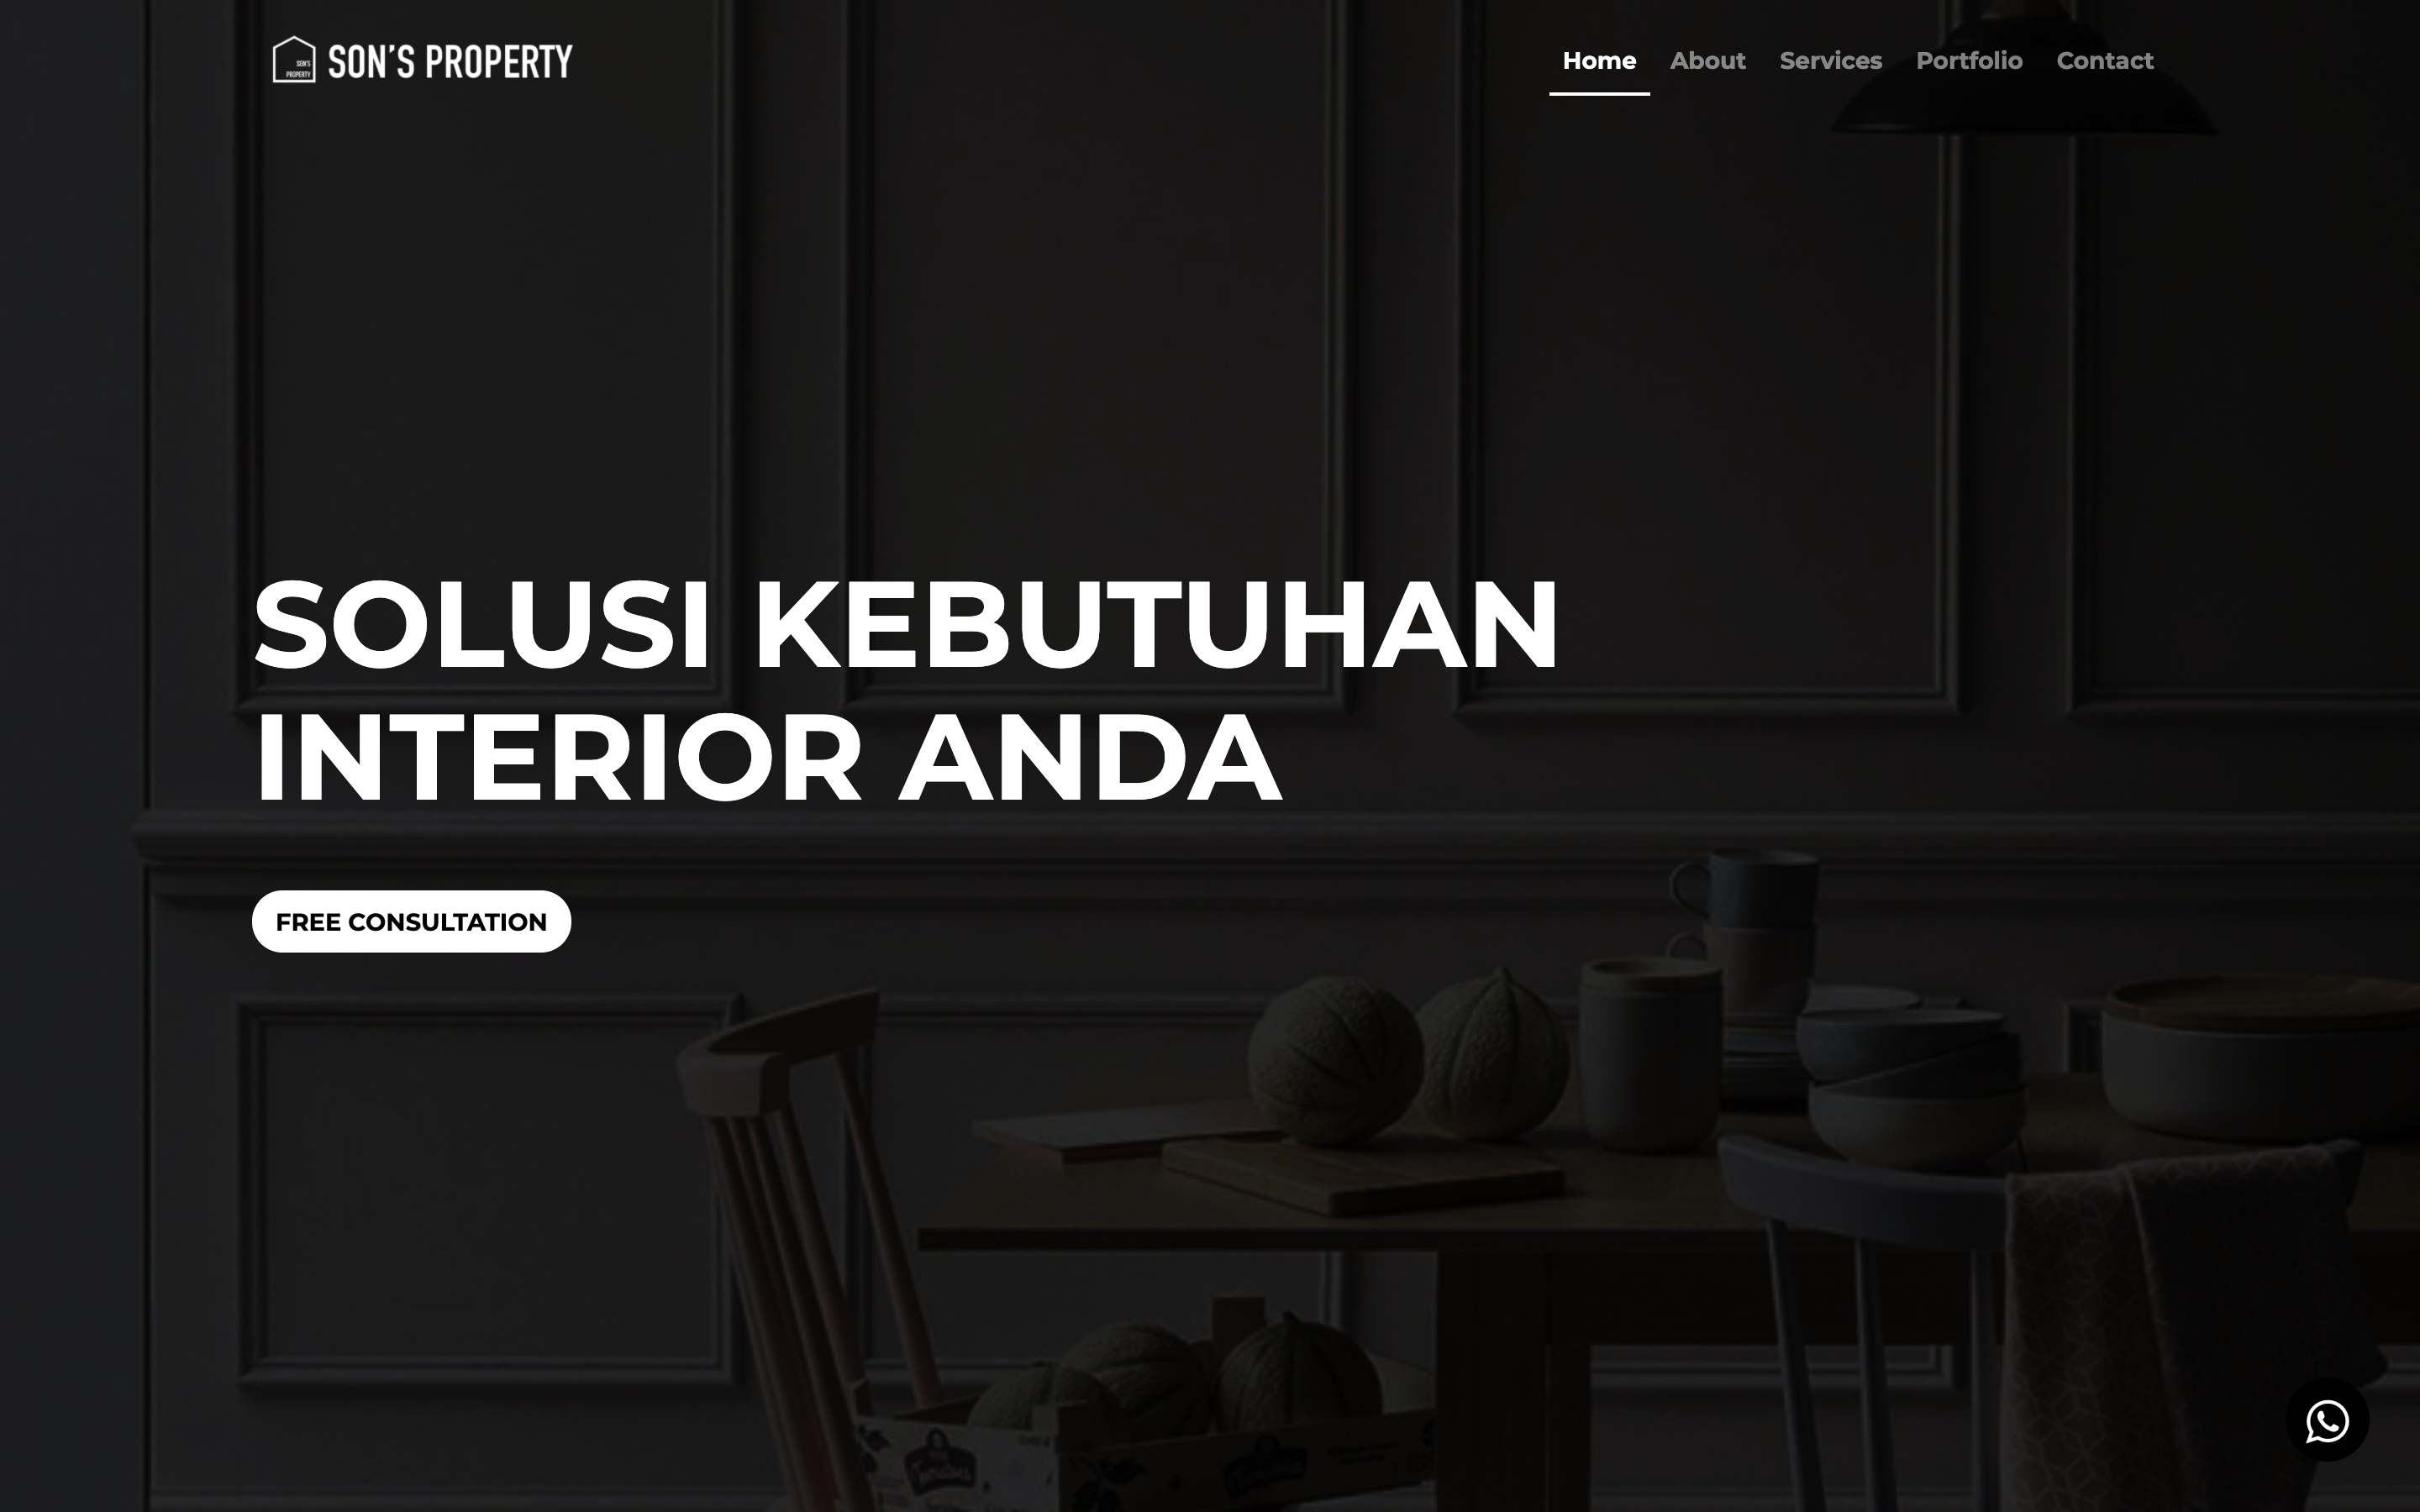 SON'S PROPERTY
SON'S PROPERTY
Home About Services Portfolio Contact
SOLUSI KEBUTUHAN
INTERIOR ANDA
FREE CONSULTATION